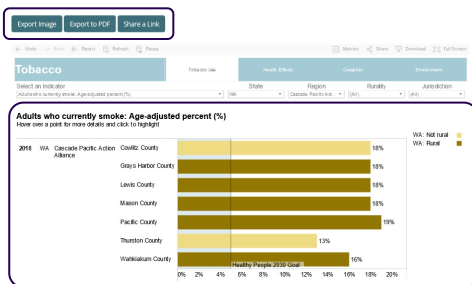 Export Image Export to PDF Share a Link
Undo Redo Revert Refresh Pause Metrics Share Download Full Screen
Tobacco Tobacco Use Health Effects Cessation Environment
Select an Indicator State Region Rurality Jurisdiction
Adults who currently smoke: Age-adjusted percent (%) WA Cascade Pacific Act.. (All) (All)
Adults who currently smoke: Age-adjusted percent (%)
Hover over a point for more details and click to highlight
WA: Not rural
WA: Rural
2018 WA Cascade Pacific Action Alliance
Cowlitz County 18%
Grays Harbor County 18%
Lewis County 18%
Mason County 18%
Pacific County 19%
Thurston County 13%
Wahkiakum County 16%
Healthy People 2030 Goal
0% 2% 4% 6% 8% 10% 12% 14% 16% 18% 20%